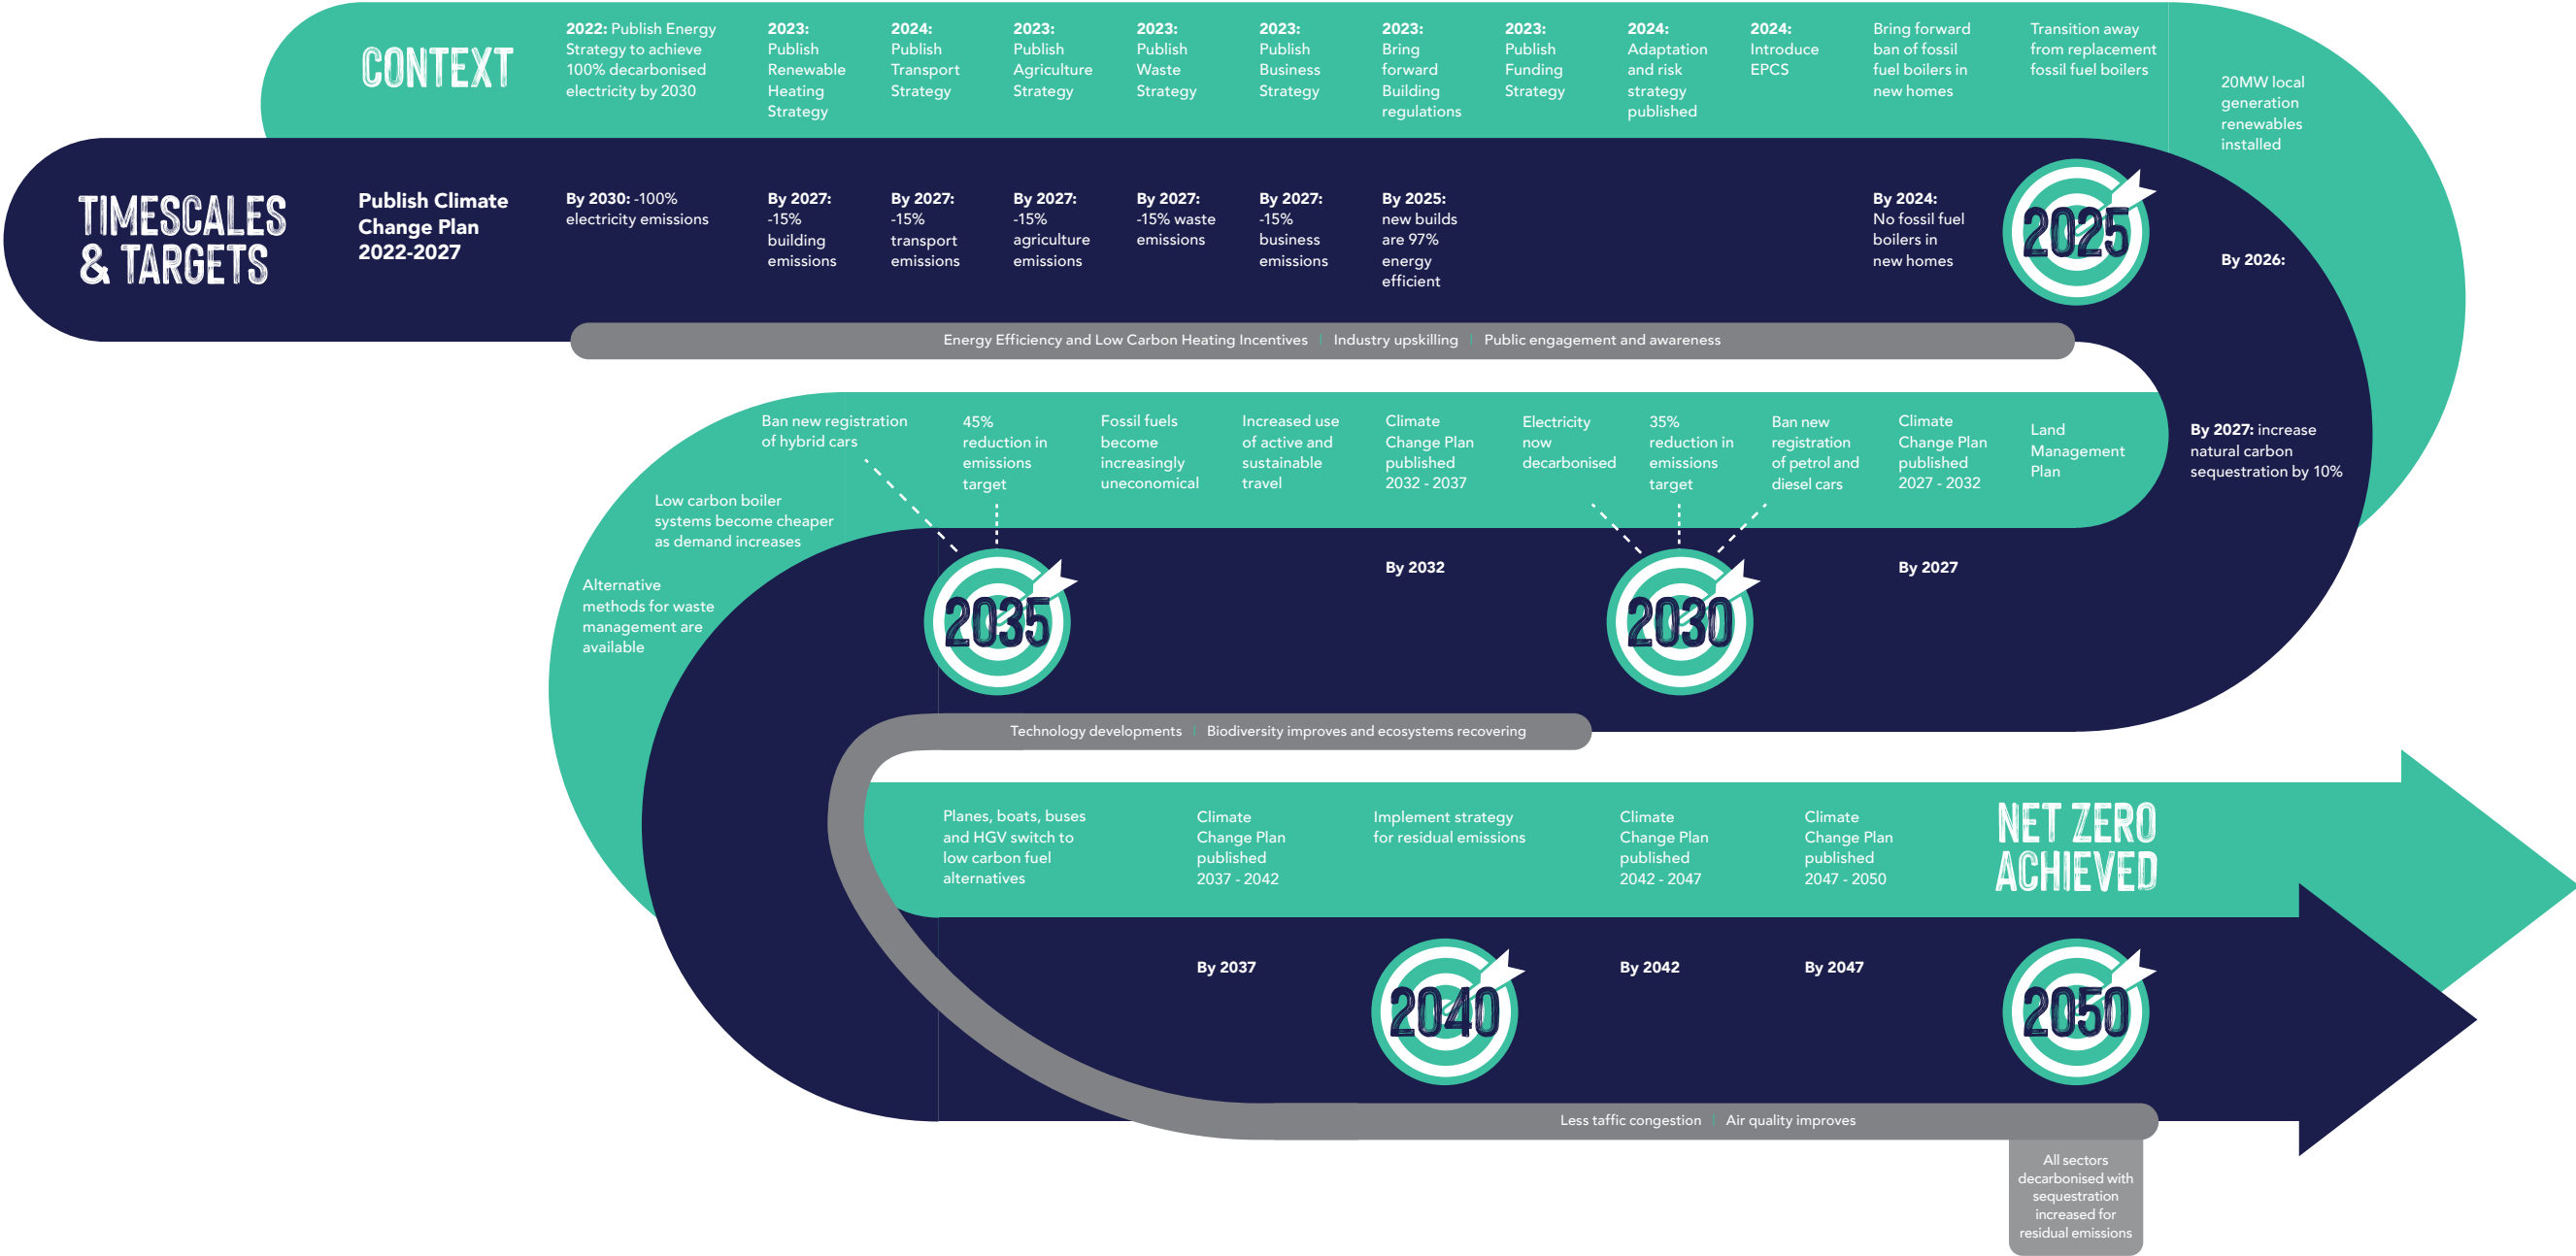 CONTEXT
2022: Publish Energy
Strategy to achieve
100% decarbonised
electricity by 2030
2023:
Publish
Renewable
Heating
Strategy
2024:
Publish
Transport
Strategy
2023:
Publish
Agriculture
Strategy
2023:
Publish
Waste
Strategy
2023:
Publish
Business
Strategy
2023:
Bring
forward
Building
regulations
2023:
Publish
Funding
Strategy
2024:
Adaptation
and risk
strategy
published
2024:
Introduce
EPCS
Bring forward
ban of fossil
fuel boilers in
new homes
Transition away
from replacement
fossil fuel boilers
20MW local
generation
renewables
installed
TIMESCALES
& TARGETS
Publish Climate
Change Plan
2022-2027
By 2030: -100%
electricity emissions
By 2027:
-15%
building
emissions
By 2027:
-15%
transport
emissions
By 2027:
-15%
agriculture
emissions
By 2027:
-15% waste
emissions
By 2027:
-15%
business
emissions
By 2025:
new builds
are 97%
energy
efficient
By 2024:
No fossil fuel
boilers in
new homes
2025
By 2026:
Energy Efficiency and Low Carbon Heating Incentives | Industry upskilling | Public engagement and awareness
By 2027: increase
natural carbon
sequestration by 10%
Land
Management
Plan
Climate
Change Plan
published
2027 - 2032
Ban new
registration
of petrol and
diesel cars
35%
reduction in
emissions
target
Electricity
now
decarbonised
Climate
Change Plan
published
2032 - 2037
Increased use
of active and
sustainable
travel
Fossil fuels
become
increasingly
uneconomical
45%
reduction in
emissions
target
Ban new registration
of hybrid cars
Low carbon boiler
systems become cheaper
as demand increases
Alternative
methods for waste
management are
available
By 2027
2030
By 2032
2035
Technology developments | Biodiversity improves and ecosystems recovering
Planes, boats, buses
and HGV switch to
low carbon fuel
alternatives
Climate
Change Plan
published
2037 - 2042
Implement strategy
for residual emissions
Climate
Change Plan
published
2042 - 2047
Climate
Change Plan
published
2047 - 2050
NET ZERO
ACHIEVED
By 2037
2040
By 2042
By 2047
2050
Less taffic congestion | Air quality improves
All sectors
decarbonised with
sequestration
increased for
residual emissions